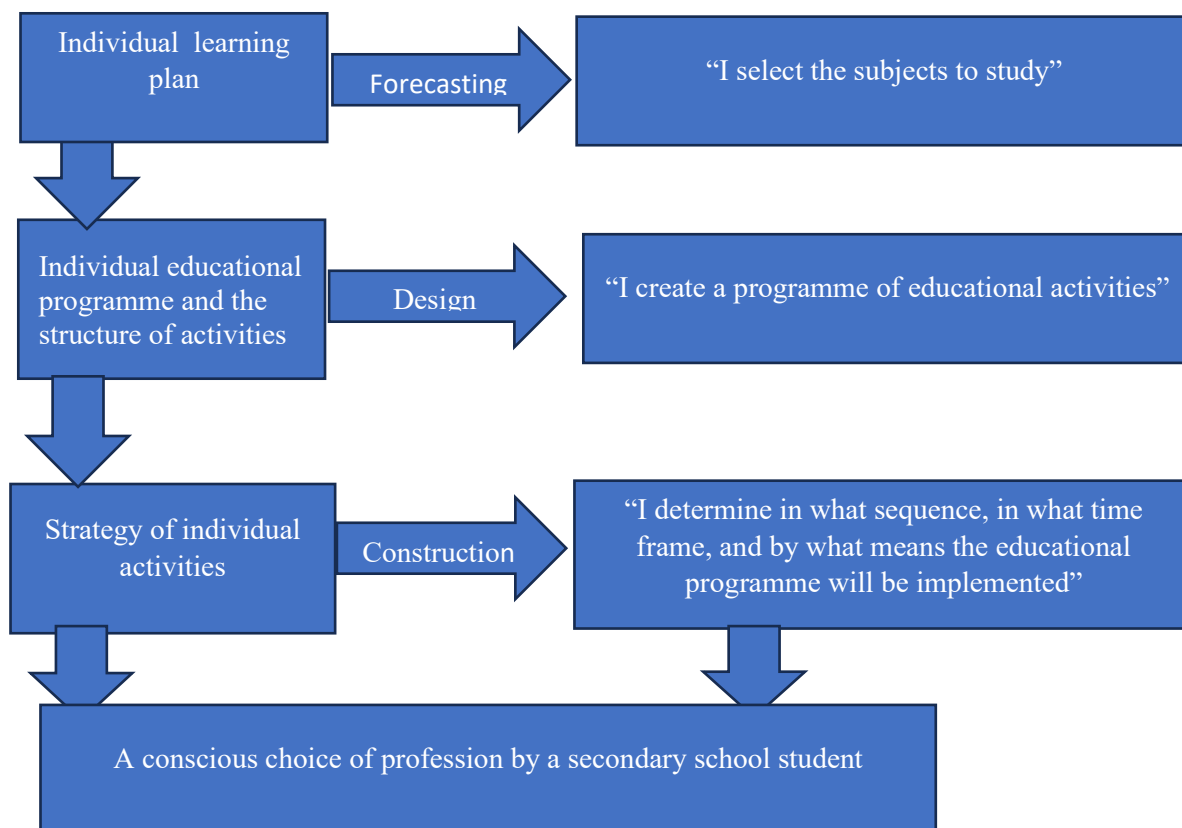 Individual learning
plan
Forecasting
“I select the subjects to study”
Individual educational
programme and the
structure of activities
Design
“I create a programme of educational activities”
Strategy of individual
activities
Construction
“I determine in what sequence, in what time
frame, and by what means the educational
programme will be implemented”
A conscious choice of profession by a secondary school student